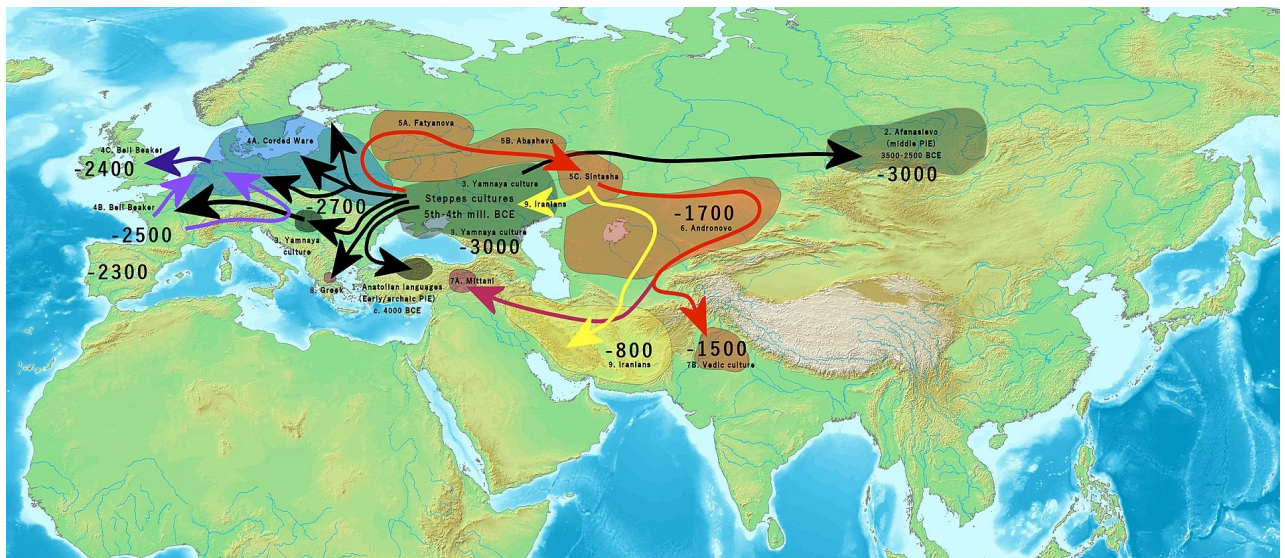 5A. Fatyanova
2. Afanasievo
(middle PIE)
3500-2500 BCE
-3000
4A. Corded Ware
5B. Abashevo
4C. Bell Beaker
-2400
5C. Sintasha
3. Yamnaya culture
Steppes cultures
5th-4th mill. BCE
9. Iranians
-2700
4B. Bell Beaker
-2500
-1700
6. Andronovo
3. Yamnaya culture
-3000
3. Yamnaya
culture
-2300
8. Greek
1. Anatolian languages
(Early/archaic PIE)
c. 4000 BCE
7A. Mittani
-800
9. Iranians
-1500
7B. Vedic culture